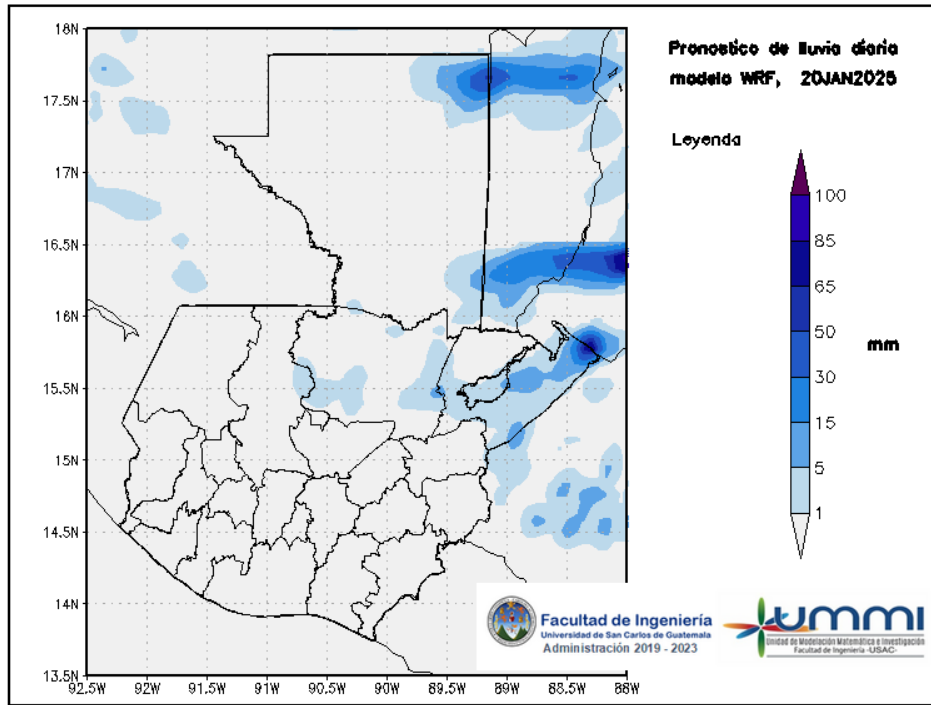 Pronostico de lluvia diaria
modelo WRF, 20JAN2025
Leyenda
100
85
65
50
30
15
5
1
mm
18N
17.5N
17N
16.5N
16N
15.5N
15N
14.5N
14N
13.5N
92.5W
92W
91.5W
91W
90.5W
90W
89.5W
89W
88.5W
88W
Facultad de Ingeniería
Universidad de San Carlos de Guatemala
Administración 2019 - 2023
UMMI
Unidad de Modelación Matemática e Investigación
Facultad de Ingeniería -USAC-